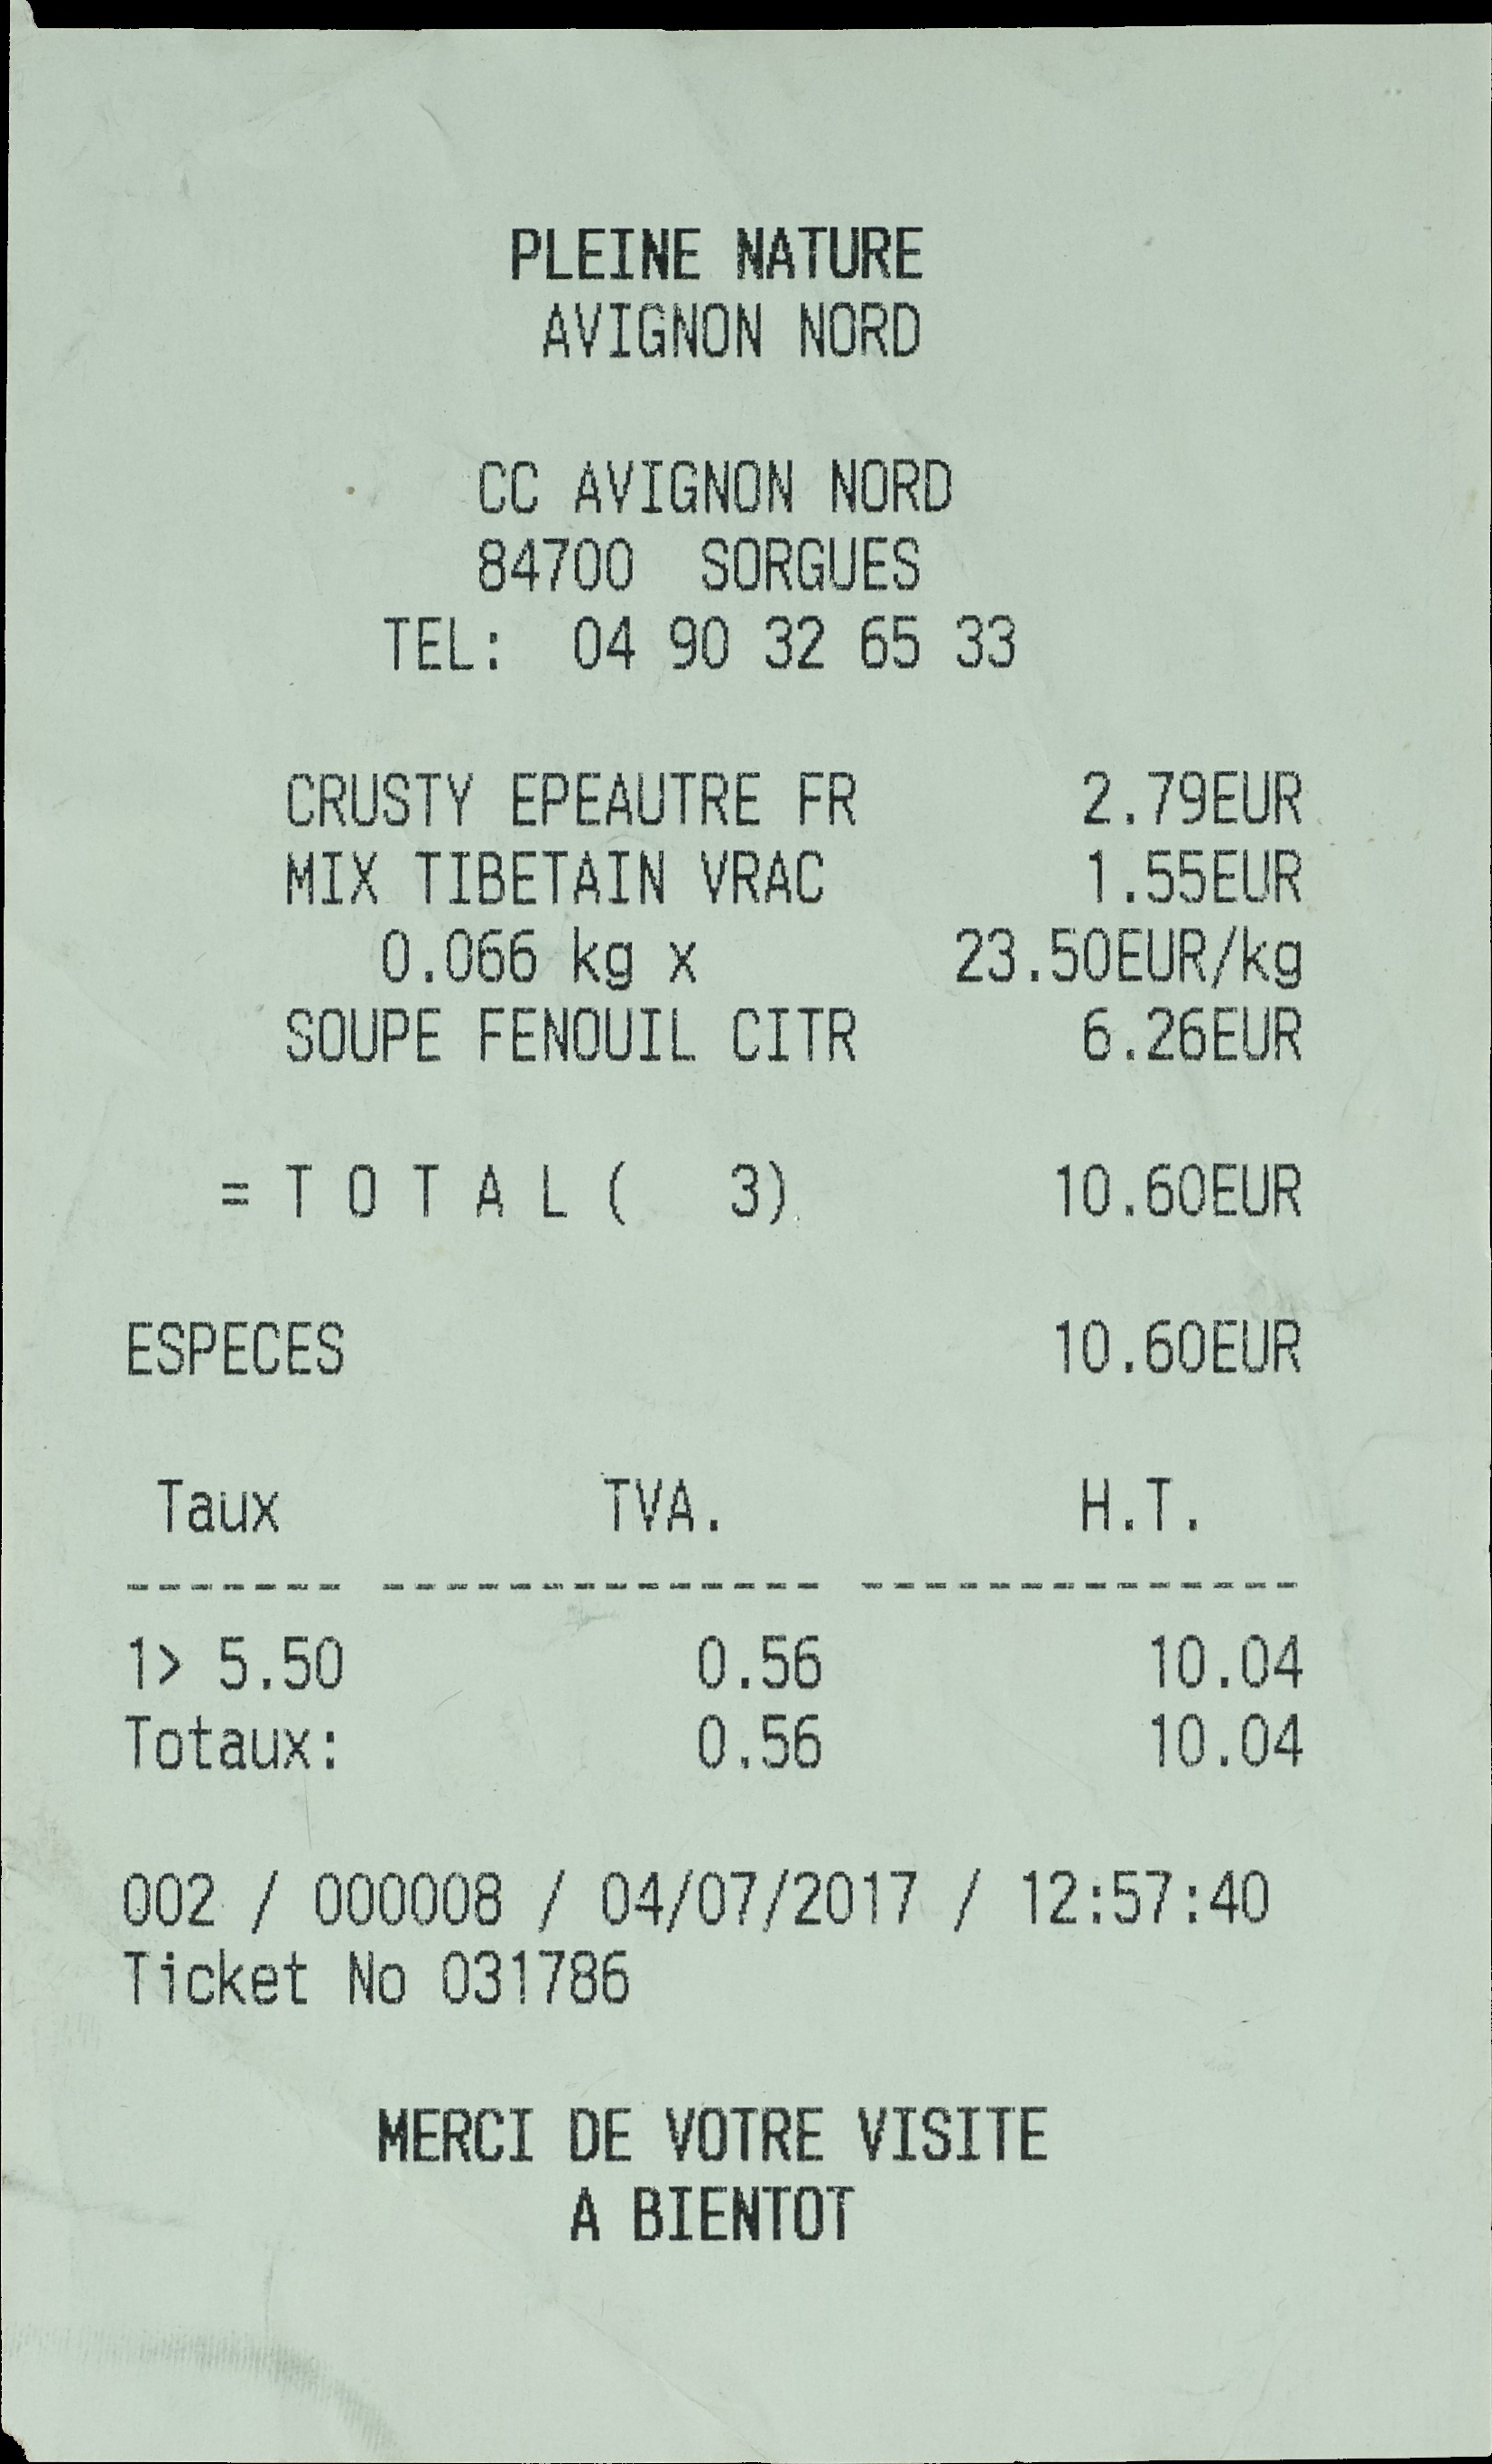 PLEINE NATURE
AVIGNON NORD
CC AVIGNON NORD
84700 SORGUES
TEL: 04 90 32 65 33
CRUSTY EPEAUTRE FR 2.79EUR
MIX TIBETAIN VRAC 1.55EUR
0.066 kg x 23.50EUR/kg
SOUPE FENOUIL CITR 6.26EUR
= T O T A L ( 3) 10.60EUR
ESPECES 10.60EUR
Taux TVA. H.T.
------- -------------- --------------
1> 5.50 0.56 10.04
Totaux: 0.56 10.04
002 / 000008 / 04/07/2017 / 12:57:40
Ticket No 031786
MERCI DE VOTRE VISITE
A BIENTOT